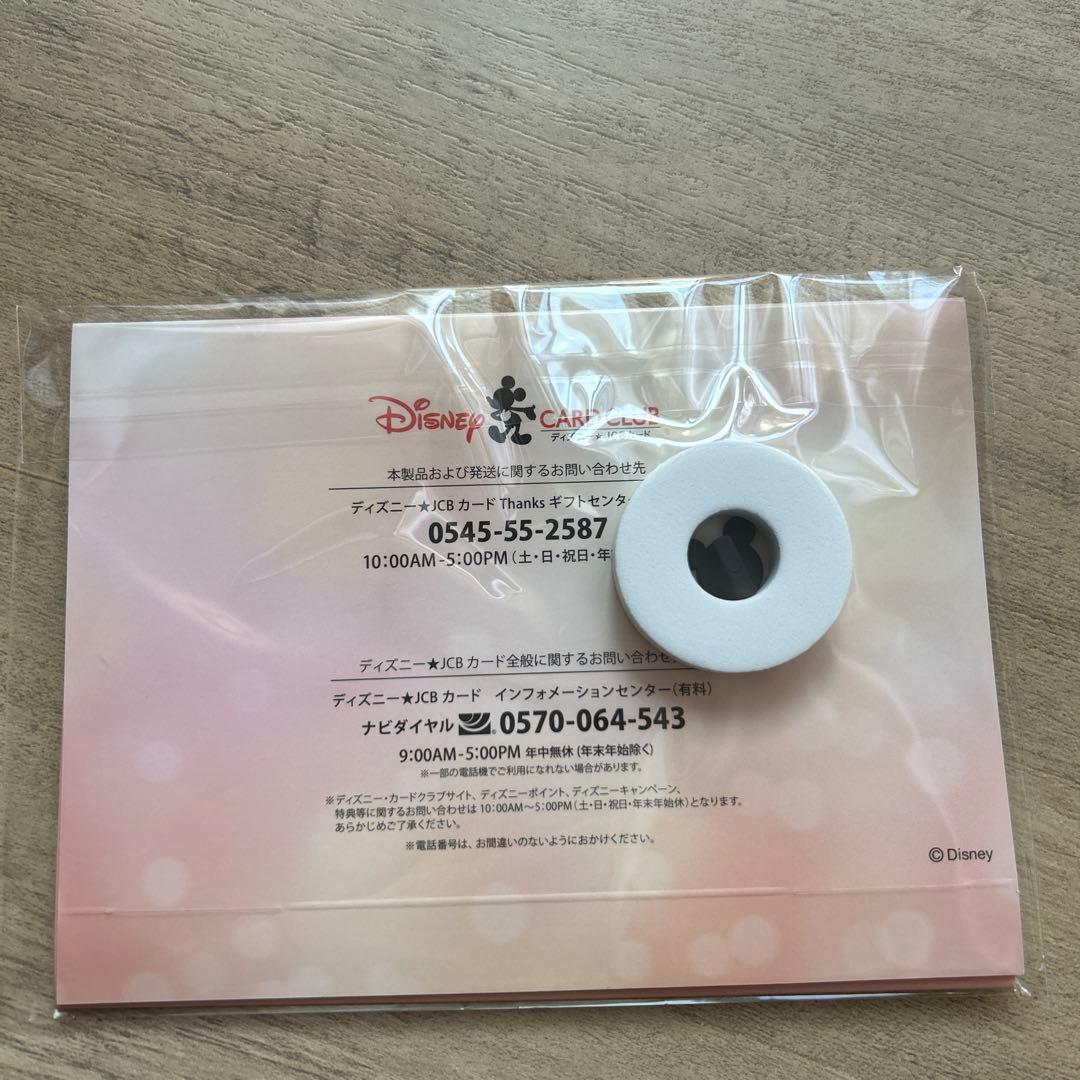 Disney CARD CLUB
ディズニー★JCBカード
本製品および発送に関するお問い合わせ先
ディズニー★JCB カード Thanks ギフトセンタ
0545-55-2587
10:00AM-5:00PM（土・日・祝日・年
ディズニー★JCB カード全般に関するお問い合わせ
ディズニー★JCB カード インフォメーションセンター（有料）
ナビダイヤル 0570-064-543
9:00AM-5:00PM 年中無休 (年末年始除く)
※一部の電話機でご利用になれない場合があります。
※ディズニー・カードクラブサイト、ディズニーポイント、ディズニーキャンペーン、
特典等に関するお問い合わせは 10:00AM～5:00PM（土・日・祝日・年末年始休）となります。
あらかじめご了承ください。
※電話番号は、お間違いのないようにおかけください。
©Disney